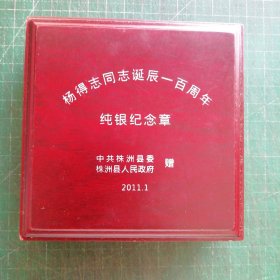 杨得志同志诞辰一百周年
纯银纪念章
中共株洲县委
株洲县人民政府 赠
2011.1